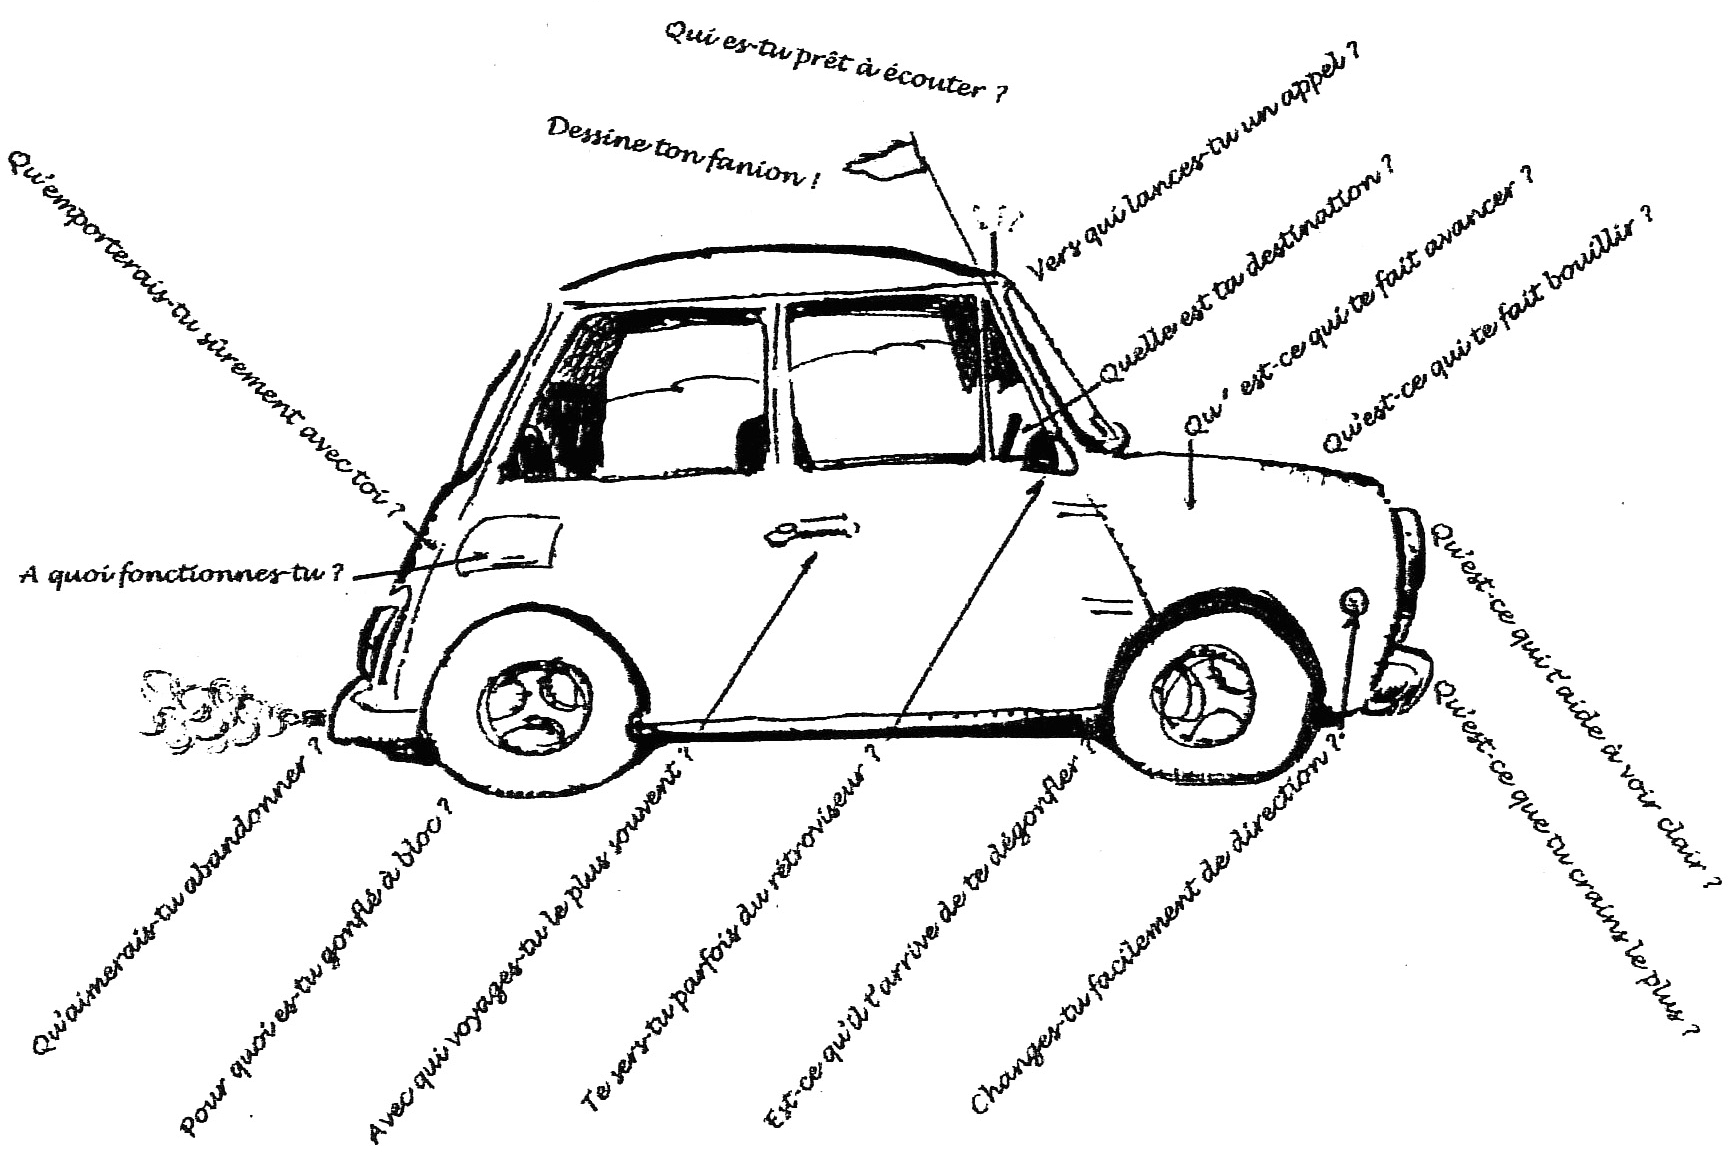 Qui es-tu prêt à écouter ?
Dessine ton fanion !
Vers qui lances-tu un appel ?
Quelle est ta destination ?
Qu' est-ce qui te fait avancer ?
Qu'est-ce qui te fait bouillir ?
Qu'emporterais-tu sûrement avec toi ?
A quoi fonctionnes-tu ?
Qu'est-ce qui t'aide à voir clair ?
Qu'est-ce que tu crains le plus ?
Qu'aimerais-tu abandonner ?
Pour quoi es-tu gonflé à bloc ?
Avec qui voyages-tu le plus souvent ?
Te sers-tu parfois du rétroviseur ?
Est-ce qu'il t'arrive de te dégonfler ?
Changes-tu facilement de direction ?